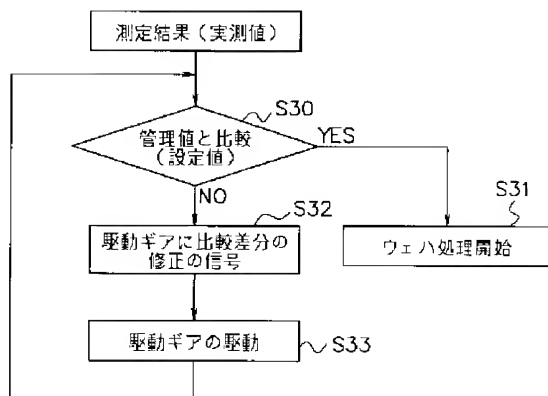 測定結果(実測値)
S30
管理値と比較
(設定値)
YES
NO
S32
S31
駆動ギアに比較差分の
修正の信号
ウェハ処理開始
駆動ギアの駆動
S33